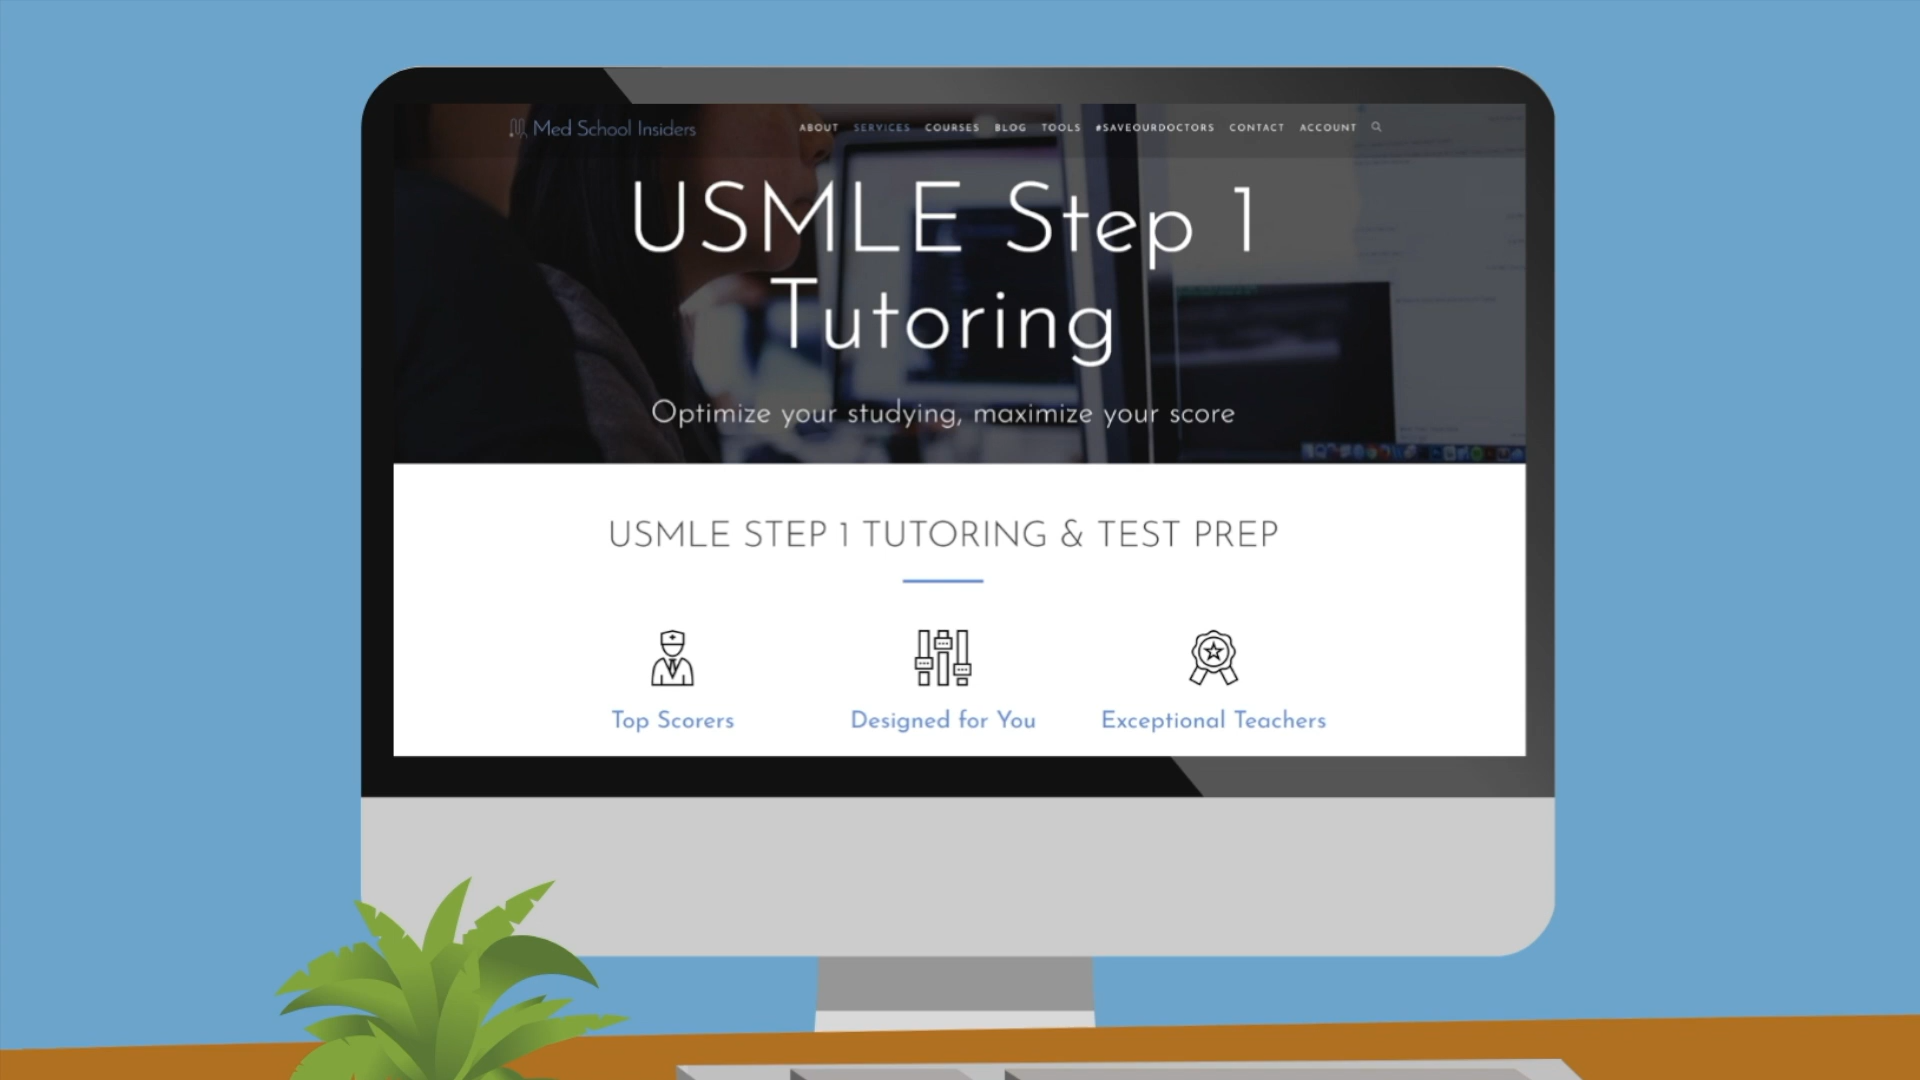 Med School Insiders
ABOUT SERVICES COURSES BLOG TOOLS #SAVEOURDOCTORS CONTACT ACCOUNT
USMLE Step 1
Tutoring
Optimize your studying, maximize your score
USMLE STEP 1 TUTORING & TEST PREP
Top Scorers
Designed for You
Exceptional Teachers